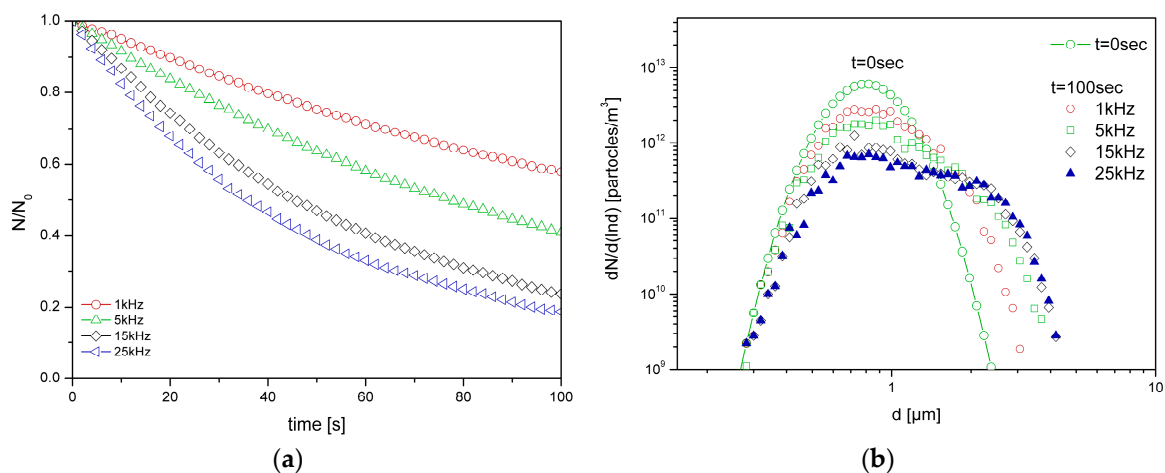 1.0
0.8
0.6
0.4
0.2
0.0
N/N0
1kHz
5kHz
15kHz
25kHz
0 20 40 60 80 100
time [s]
(a)
t=0sec
t=0sec
t=100sec
1kHz
5kHz
15kHz
25kHz
10^13
10^12
10^11
10^10
10^9
dN/d(lnd) [partocles/m^3]
1 10
d [µm]
(b)